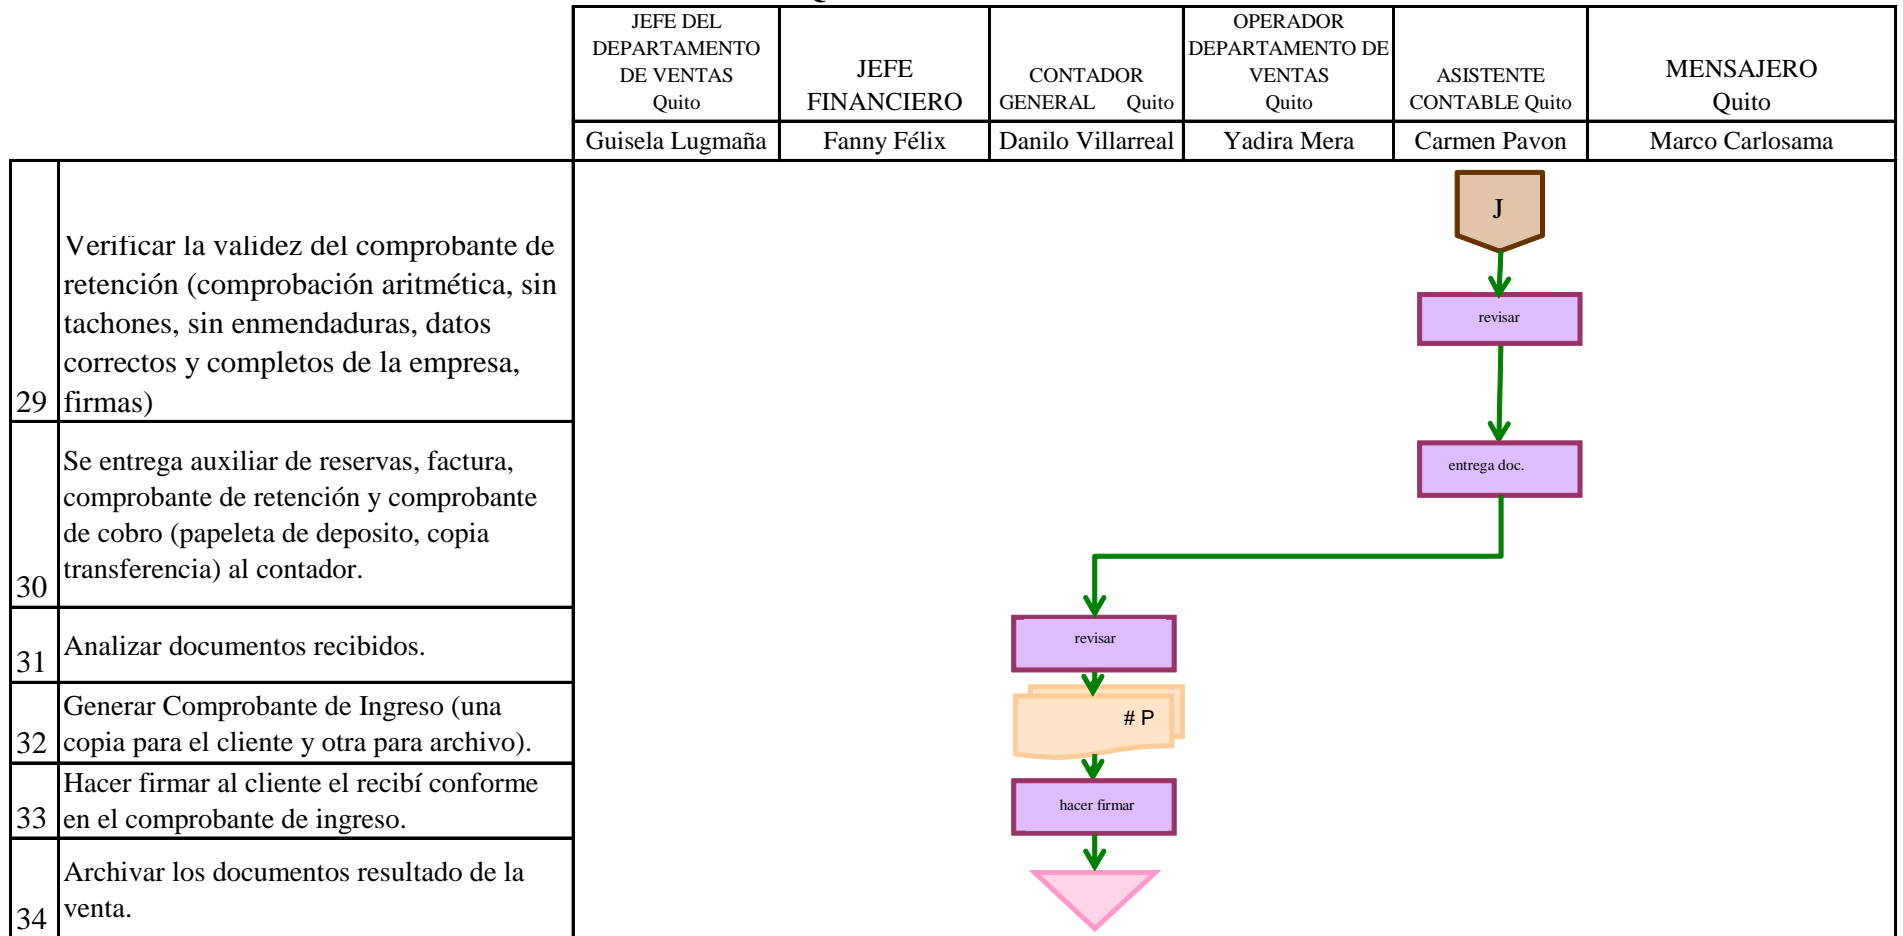 JEFE DEL
DEPARTAMENTO
DE VENTAS
Quito
JEFE
FINANCIERO
CONTADOR
GENERAL Quito
OPERADOR
DEPARTAMENTO DE
VENTAS
Quito
ASISTENTE
CONTABLE Quito
MENSAJERO
Quito
Guisela Lugmaña
Fanny Félix
Danilo Villarreal
Yadira Mera
Carmen Pavon
Marco Carlosama
J
29
Verificar la validez del comprobante de
retención (comprobación aritmética, sin
tachones, sin enmendaduras, datos
correctos y completos de la empresa,
firmas)
revisar
30
Se entrega auxiliar de reservas, factura,
comprobante de retención y comprobante
de cobro (papeleta de deposito, copia
transferencia) al contador.
entrega doc.
31
Analizar documentos recibidos.
revisar
32
Generar Comprobante de Ingreso (una
copia para el cliente y otra para archivo).
# P
33
Hacer firmar al cliente el recibí conforme
en el comprobante de ingreso.
hacer firmar
34
Archivar los documentos resultado de la
venta.